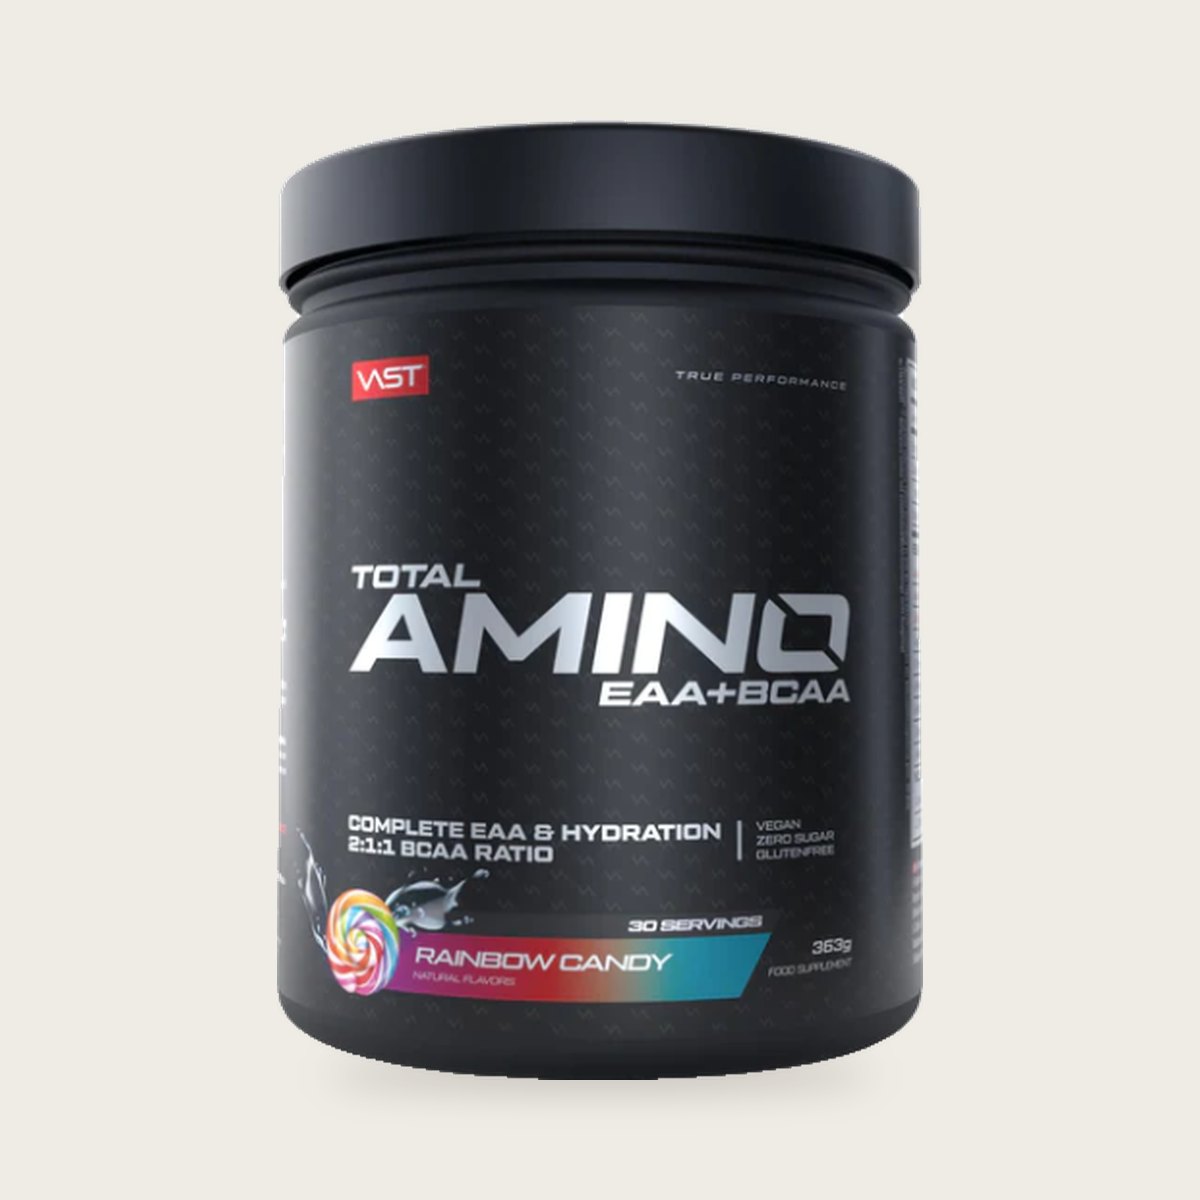 VAST
TRUE PERFORMANCE
TOTAL
AMINO
EAA+BCAA
COMPLETE EAA & HYDRATION
2:1:1 BCAA RATIO
VEGAN
ZERO SUGAR
GLUTENFREE
30 SERVINGS
RAINBOW CANDY
NATURAL FLAVORS
363g
FOOD SUPPLEMENT